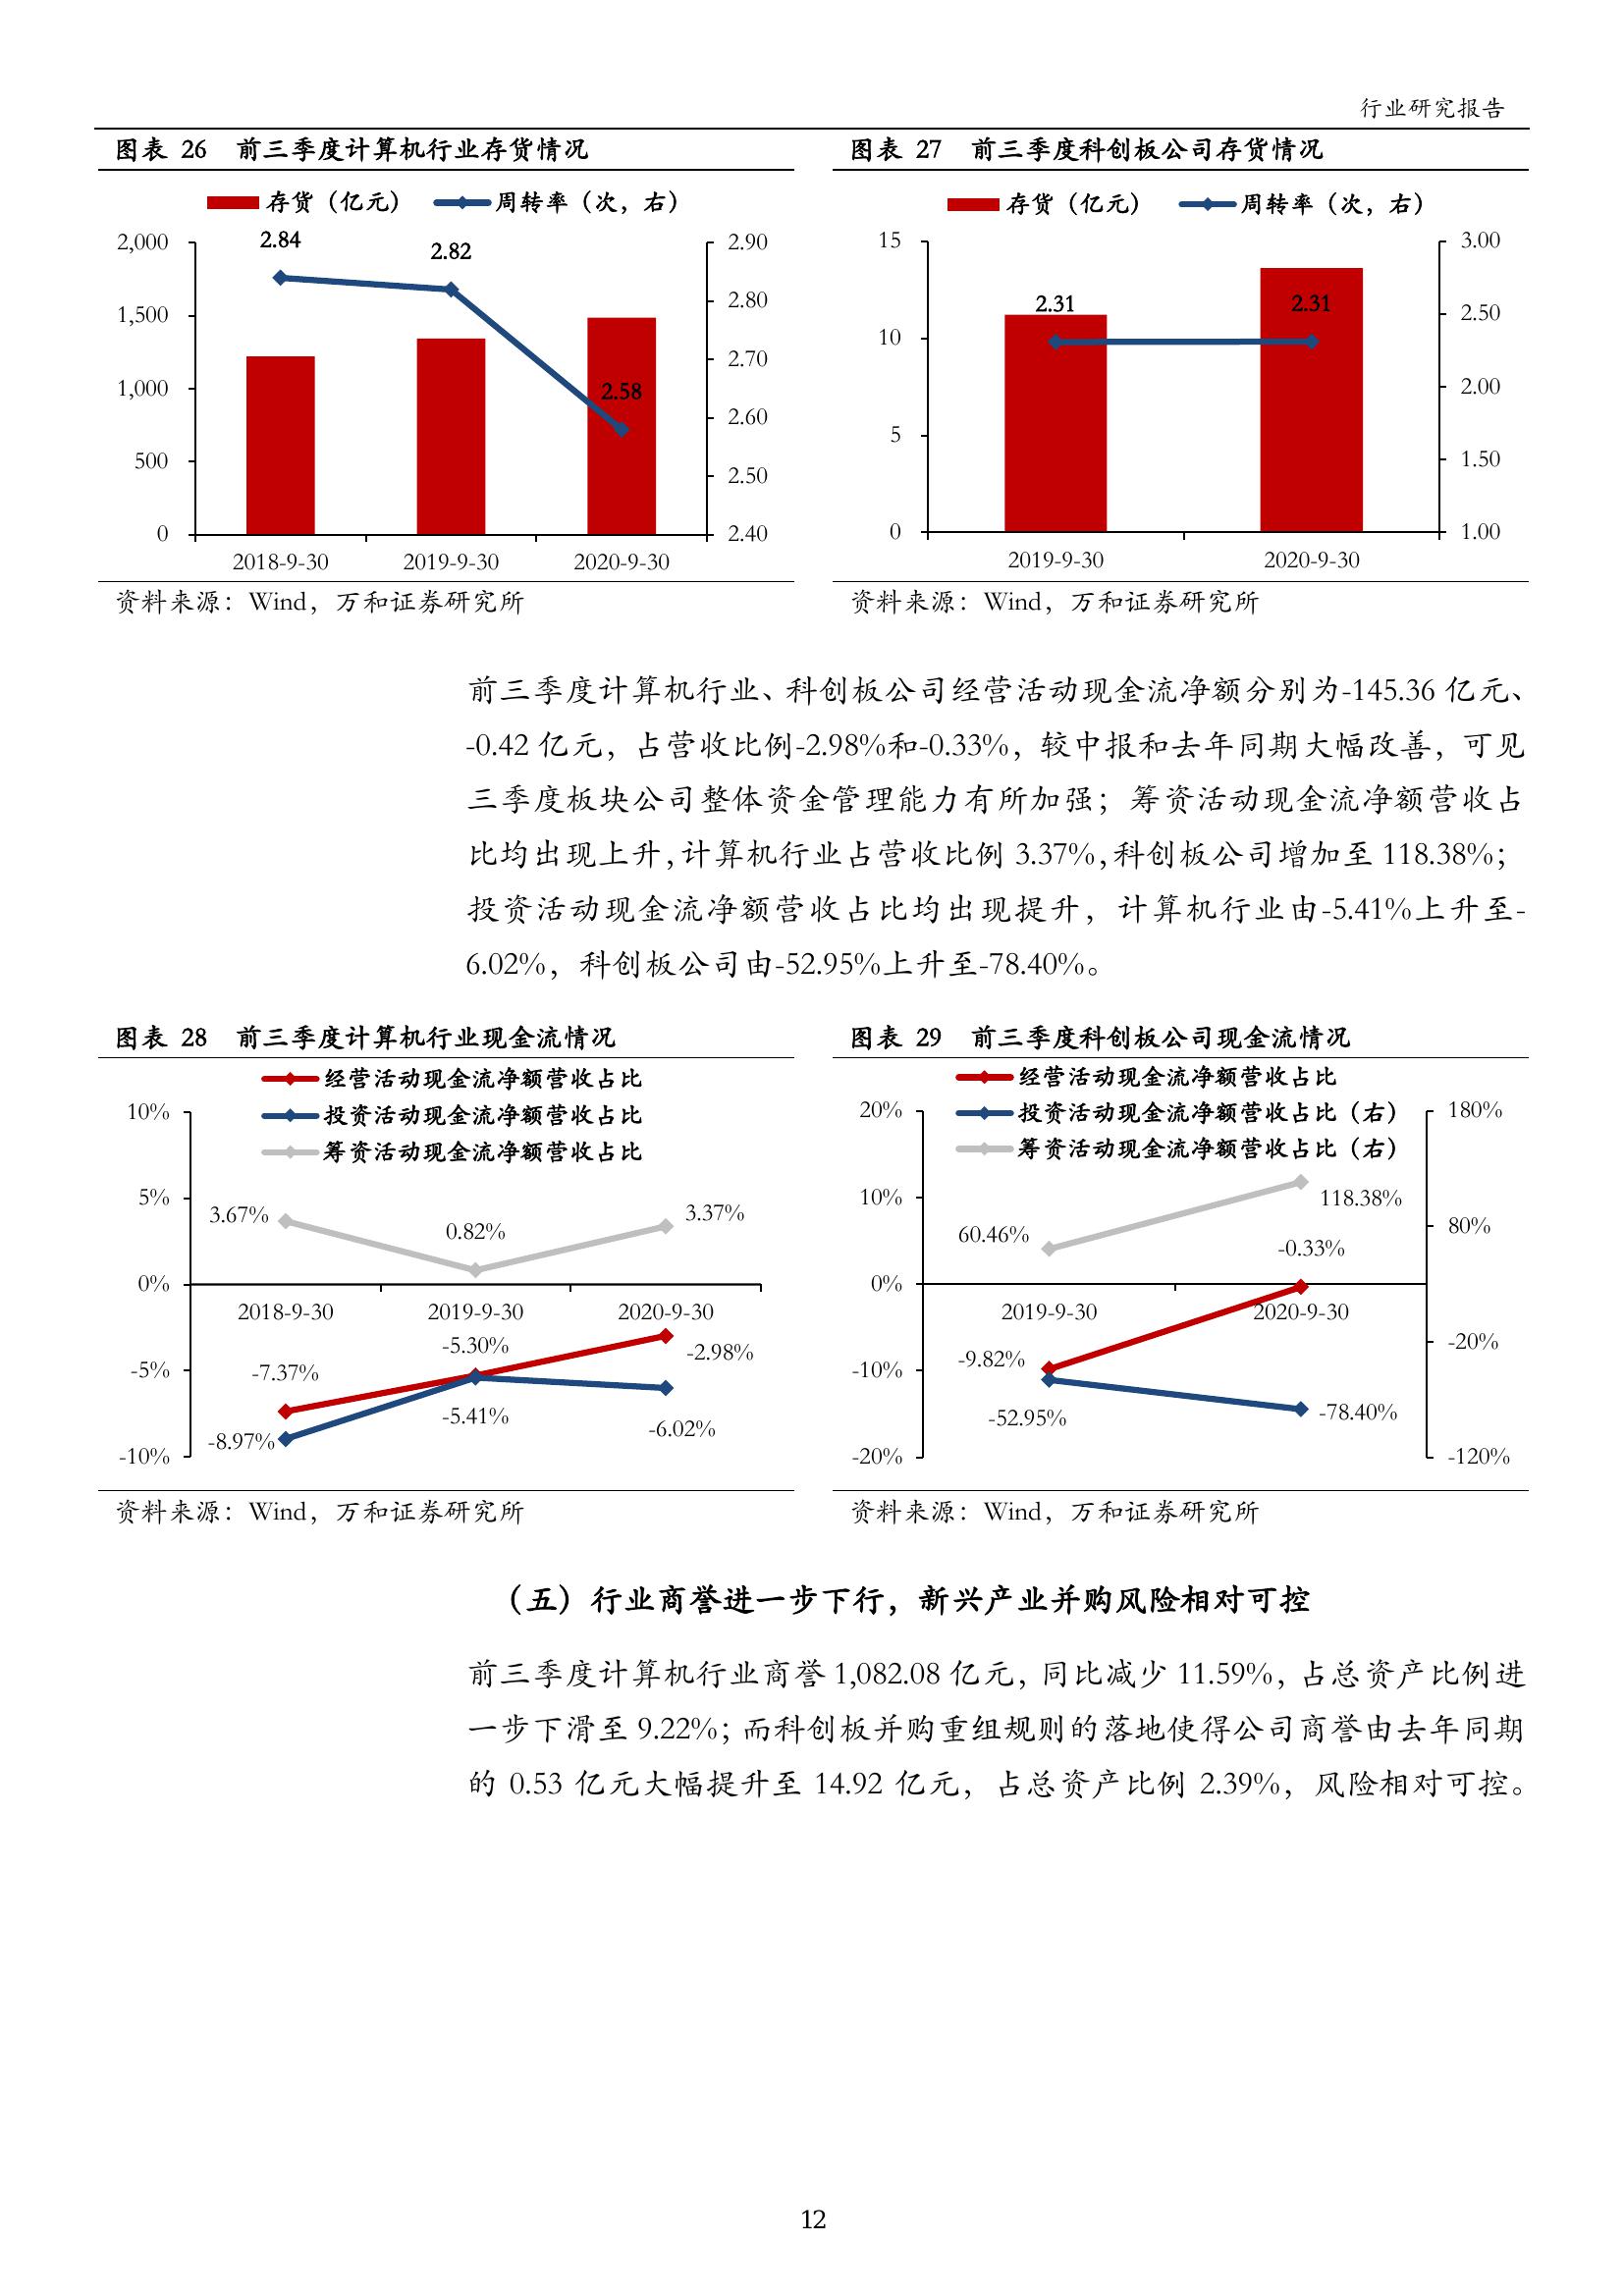 行业研究报告
图表 26 前三季度计算机行业存货情况
存货（亿元） 周转率（次，右）
2,000
1,500
1,000
500
0
2.90
2.80
2.70
2.60
2.50
2.40
2.84
2.82
2.58
2018-9-30 2019-9-30 2020-9-30
资料来源：Wind，万和证券研究所
图表 27 前三季度科创板公司存货情况
存货（亿元） 周转率（次，右）
15
10
5
0
3.00
2.50
2.00
1.50
1.00
2.31
2.31
2019-9-30 2020-9-30
资料来源：Wind，万和证券研究所
前三季度计算机行业、科创板公司经营活动现金流净额分别为-145.36 亿元、
-0.42 亿元，占营收比例-2.98%和-0.33%，较中报和去年同期大幅改善，可见
三季度板块公司整体资金管理能力有所加强；筹资活动现金流净额营收占
比均出现上升，计算机行业占营收比例 3.37%，科创板公司增加至 118.38%；
投资活动现金流净额营收占比均出现提升，计算机行业由-5.41%上升至-
6.02%，科创板公司由-52.95%上升至-78.40%。
图表 28 前三季度计算机行业现金流情况
经营活动现金流净额营收占比
投资活动现金流净额营收占比
筹资活动现金流净额营收占比
10%
5%
0%
-5%
-10%
3.67%
0.82%
3.37%
2018-9-30 2019-9-30 2020-9-30
-7.37%
-5.30%
-2.98%
-8.97%
-5.41%
-6.02%
资料来源：Wind，万和证券研究所
图表 29 前三季度科创板公司现金流情况
经营活动现金流净额营收占比
投资活动现金流净额营收占比（右）
筹资活动现金流净额营收占比（右）
20%
10%
0%
-10%
-20%
180%
80%
-20%
-120%
60.46%
118.38%
-0.33%
2019-9-30 2020-9-30
-9.82%
-52.95%
-78.40%
资料来源：Wind，万和证券研究所
（五）行业商誉进一步下行，新兴产业并购风险相对可控
前三季度计算机行业商誉 1,082.08 亿元，同比减少 11.59%，占总资产比例进
一步下滑至 9.22%；而科创板并购重组规则的落地使得公司商誉由去年同期
的 0.53 亿元大幅提升至 14.92 亿元，占总资产比例 2.39%，风险相对可控。
12